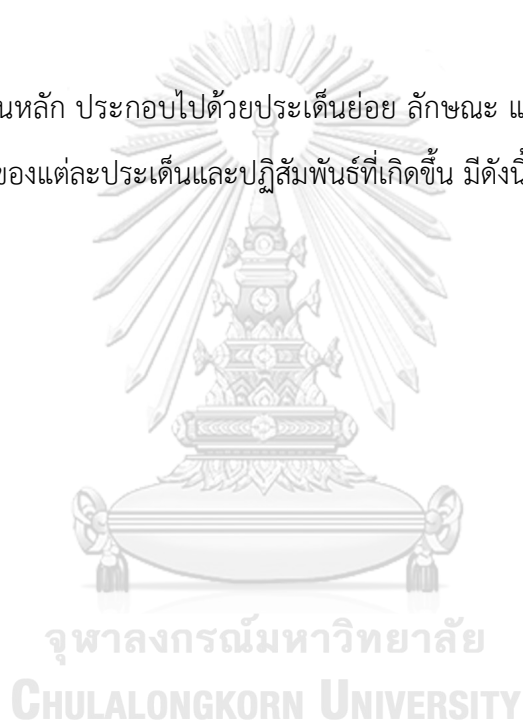 นหลัก ประกอบไปด้วยประเด็นย่อย ลักษณะ แ
ของแต่ละประเด็นและปฏิสัมพันธ์ที่เกิดขึ้น มีดังนี้
จุฬาลงกรณ์มหาวิทยาลัย
CHULALONGKORN UNIVERSITY